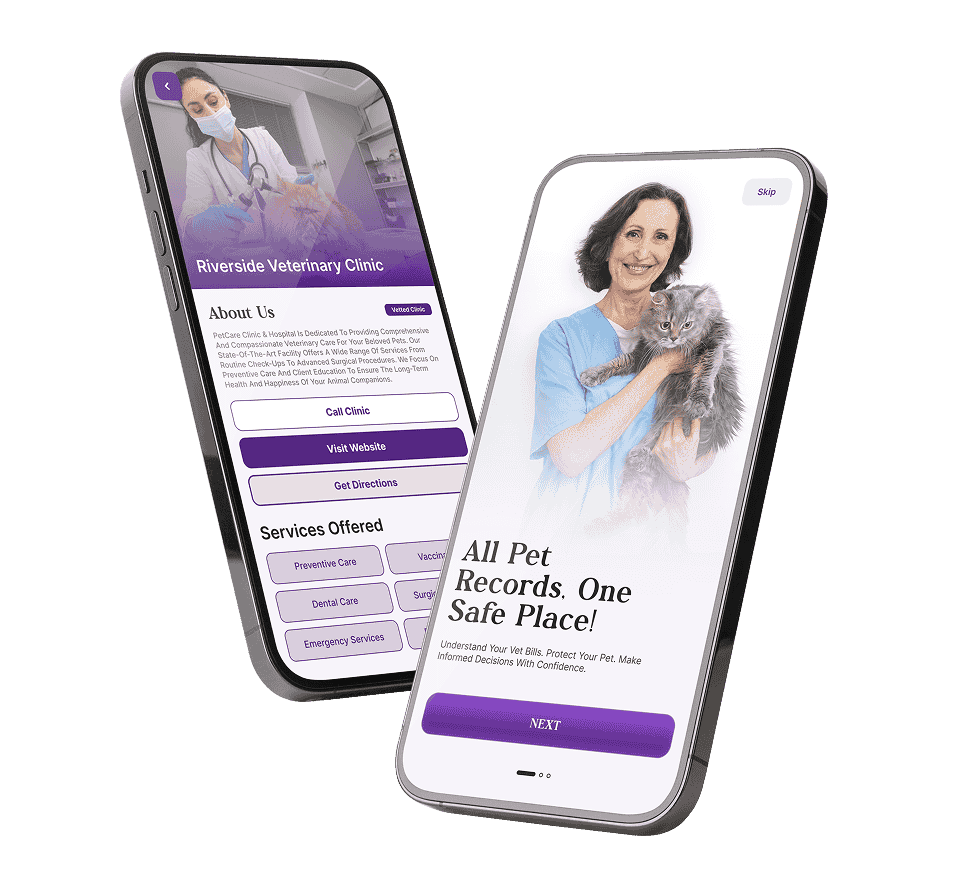 Riverside Veterinary Clinic
About Us
Vetted Clinic
PetCare Clinic & Hospital Is Dedicated To Providing Comprehensive
And Compassionate Veterinary Care For Your Beloved Pets. Our
State-Of-The-Art Facility Offers A Wide Range Of Services From
Routine Check-Ups To Advanced Surgical Procedures. We Focus On
Preventive Care And Client Education To Ensure The Long-Term
Health And Happiness Of Your Animal Companions.
Call Clinic
Visit Website
Get Directions
Services Offered
Preventive Care
Dental Care
Emergency Services
Skip
All Pet
Records, One
Safe Place!
Understand Your Vet Bills. Protect Your Pet. Make
Informed Decisions With Confidence.
NEXT